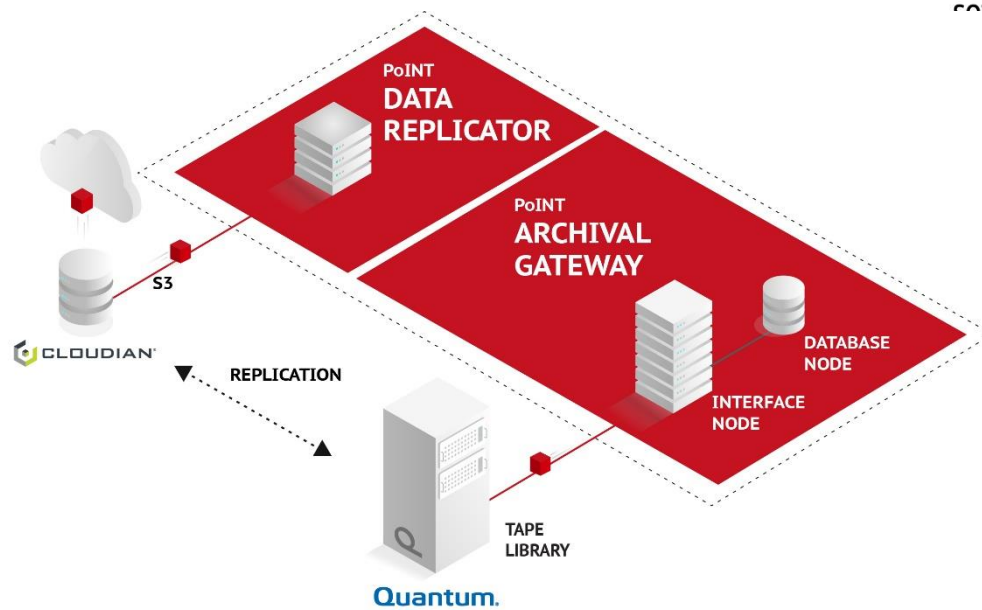 PoINT
DATA
REPLICATOR
PoINT
ARCHIVAL
GATEWAY
S3
CLOUDIAN
REPLICATION
DATABASE
NODE
INTERFACE
NODE
TAPE
LIBRARY
Quantum.